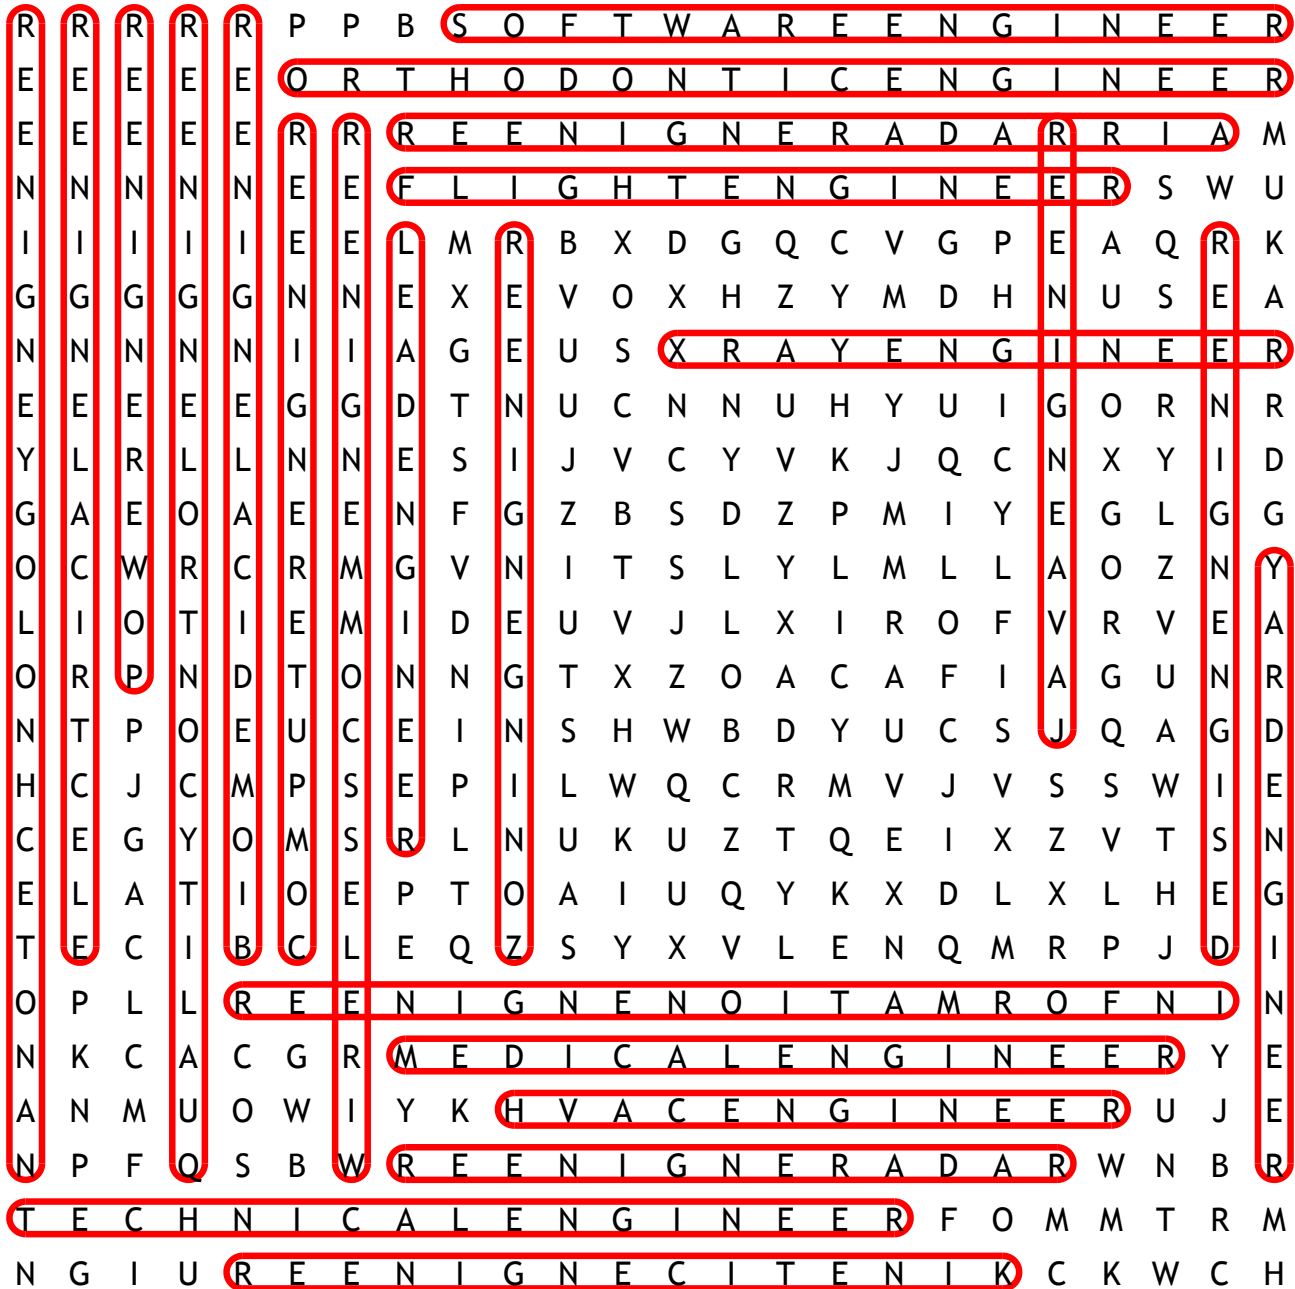 R R R R R P P B S O F T W A R E E N G I N E E R
E E E E E O R T H O D O N T I C E N G I N E E R
E E E E E R R R E E N I G N E R A D A R R I A M
N N N N N E E F L I G H T E N G I N E E R S W U
I I I I I E E L M R B X D G Q C V G P E A Q R K
G G G G G N N E X E V O X H Z Y M D H N U S E A
N N N N N I I A G E U S X R A Y E N G I N E E R
E E E E E G G D T N U C N N U H Y U I G O R N R
Y L R L L N N E S I J V C Y V K J Q C N X Y I D
G A E O A E E N F G Z B S D Z P M I Y E G L G G
O C W R C R M G V N I T S L Y L M L L A O Z N Y
L I O T I E M I D E U V J L X I R O F V R V E A
O R P N D T O N N G T X Z O A C A F I A G U N R
N T P O E U C E I N S H W B D Y U C S J Q A G D
H C J C M P S E P I L W Q C R M V J V S S W I E
C E G Y O M S R L N U K U Z T Q E I X Z V T S N
E L A T I O E P T O A I U Q Y K X D L X L H E G
T E C I B C L E Q Z S Y X V L E N Q M R P J D I
O P L L R E E N I G N E N O I T A M R O F N I N
N K C A C G R M E D I C A L E N G I N E E R Y E
A N M U O W I Y K H V A C E N G I N E E R U J E
N P F Q S B W R E E N I G N E R A D A R W N B R
T E C H N I C A L E N G I N E E R F O M M T R M
N G I U R E E N I G N E C I T E N I K C K W C H